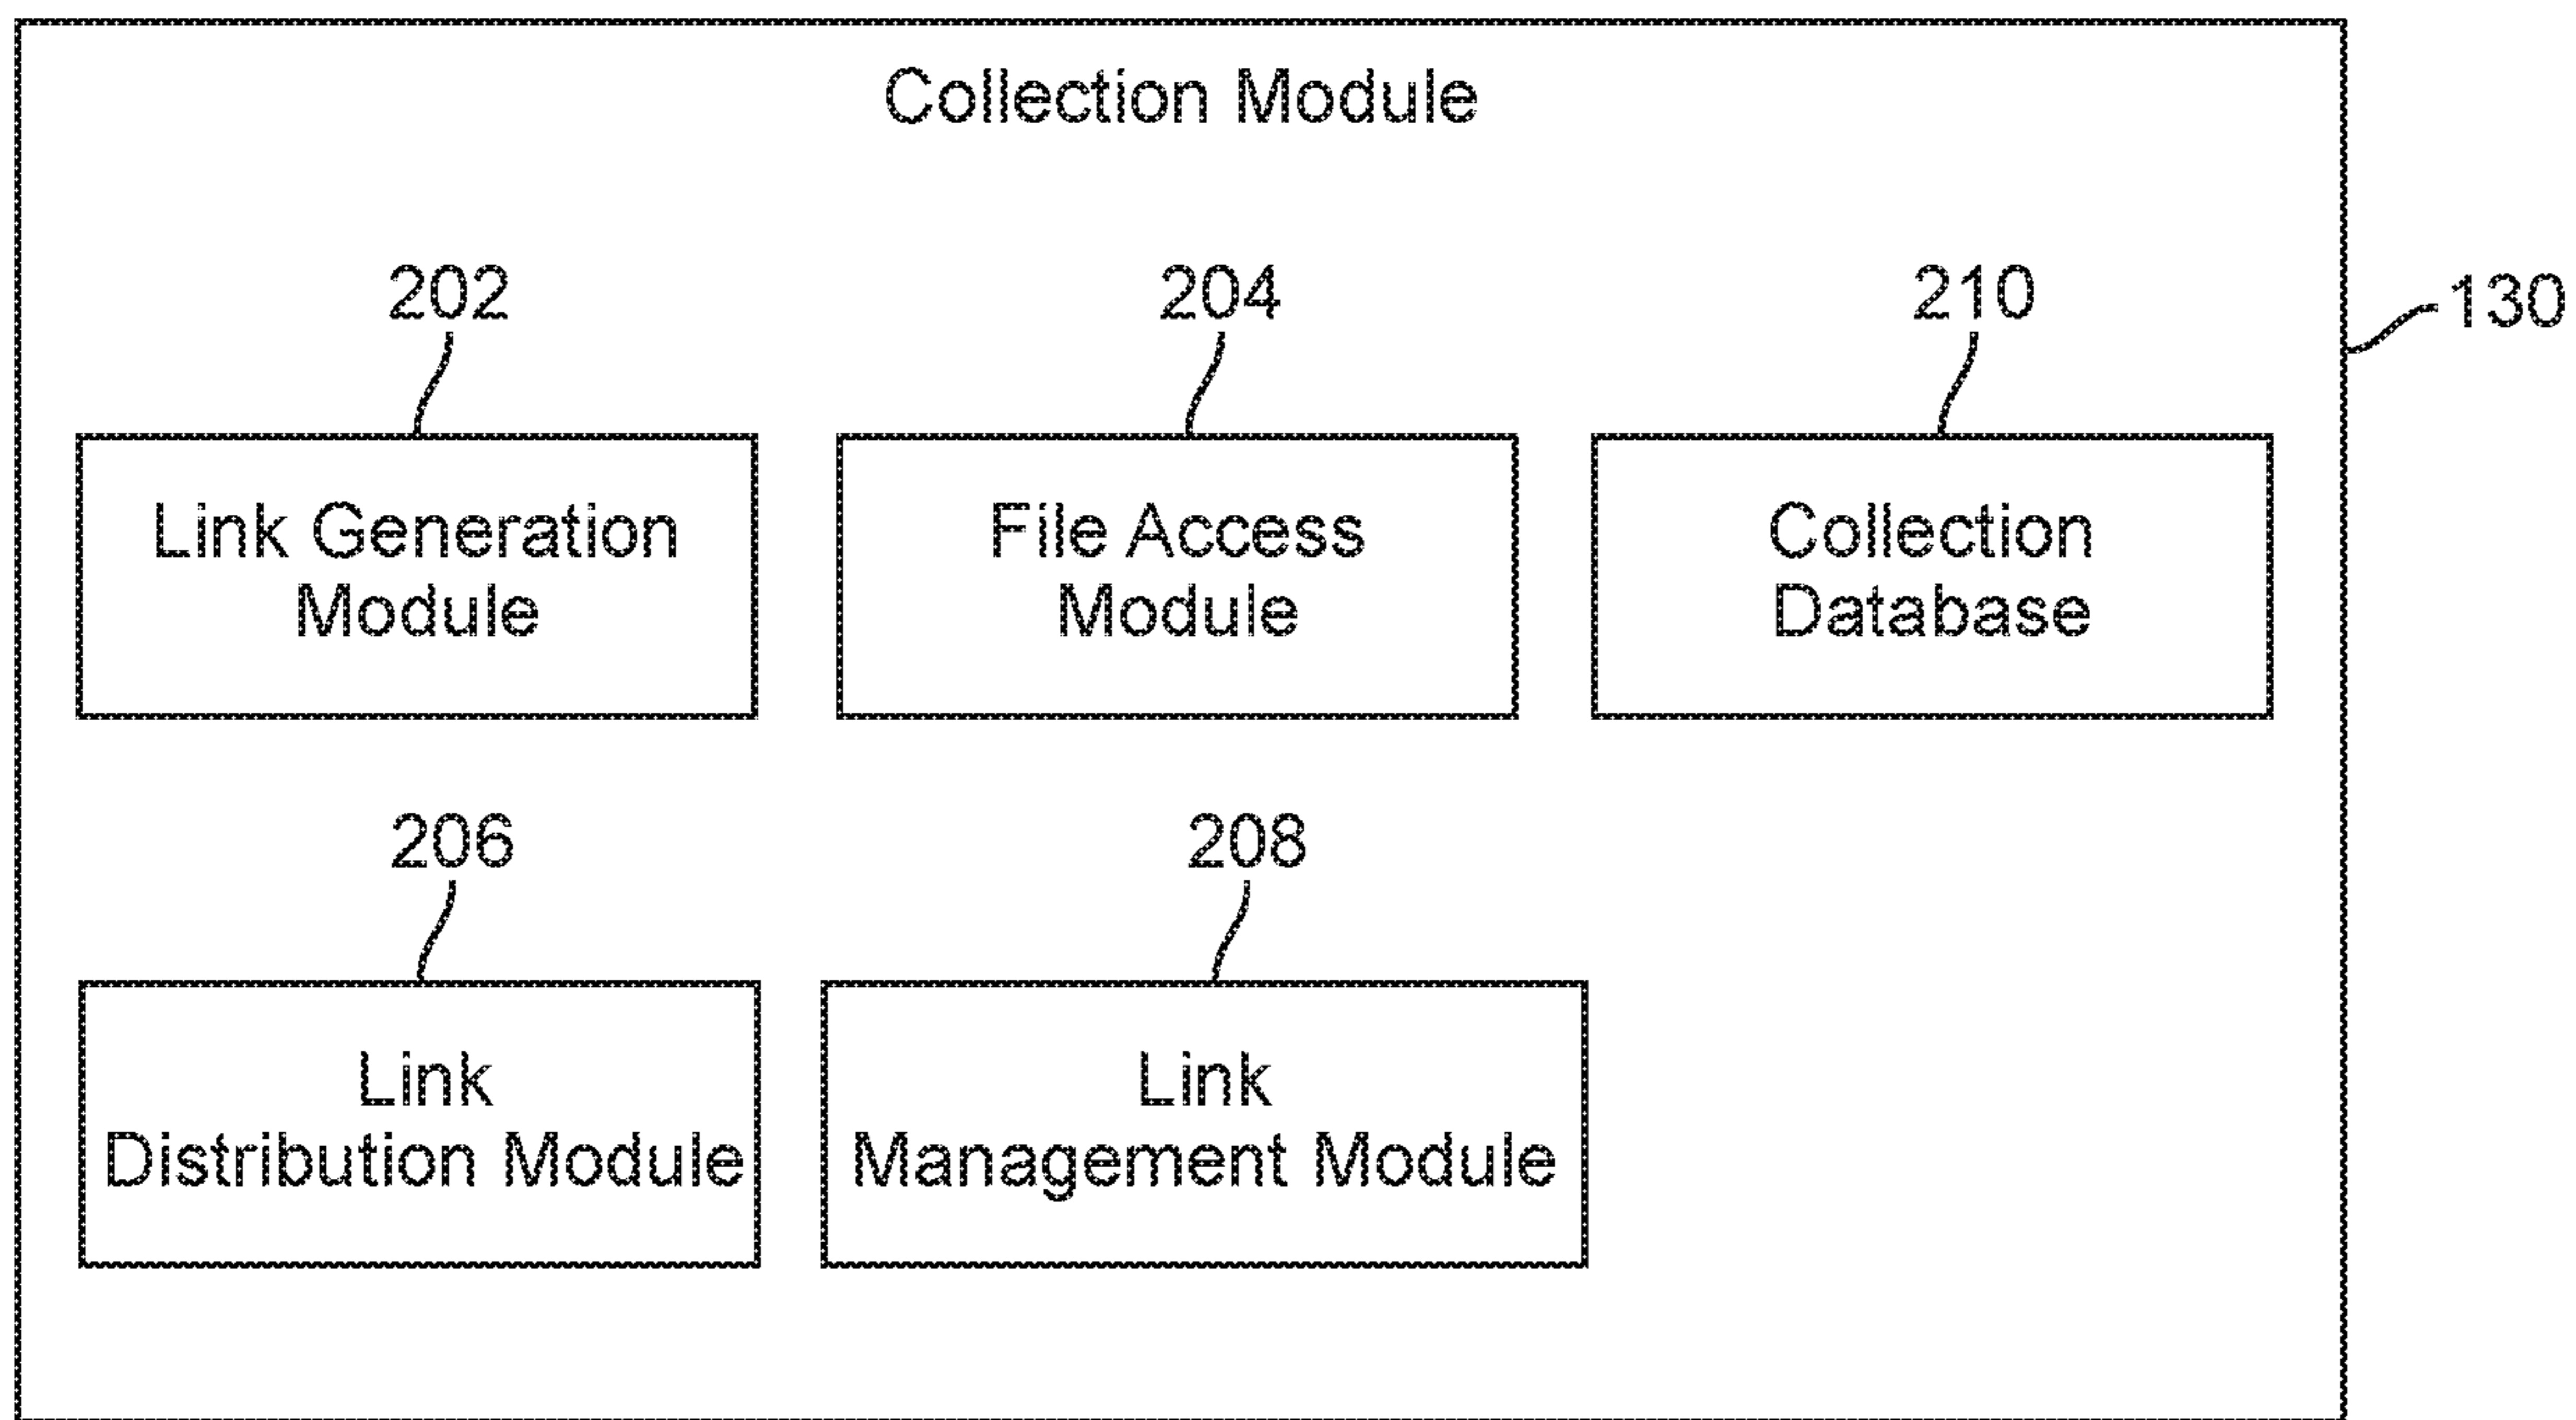 Collection Module
202
204
210
130
Link Generation
Module
File Access
Module
Collection
Database
206
208
Link
Distribution Module
Link
Management Module